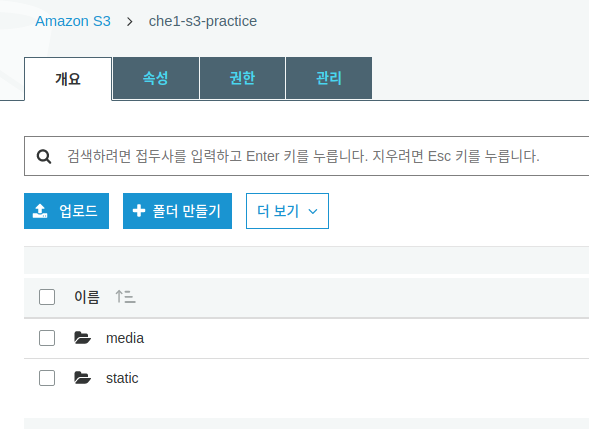 Amazon S3 > che1-s3-practice
개요 속성 권한 관리
검색하려면 접두사를 입력하고 Enter 키를 누릅니다. 지우려면 Esc 키를 누릅니다.
업로드 + 폴더 만들기 더 보기
이름
media
static